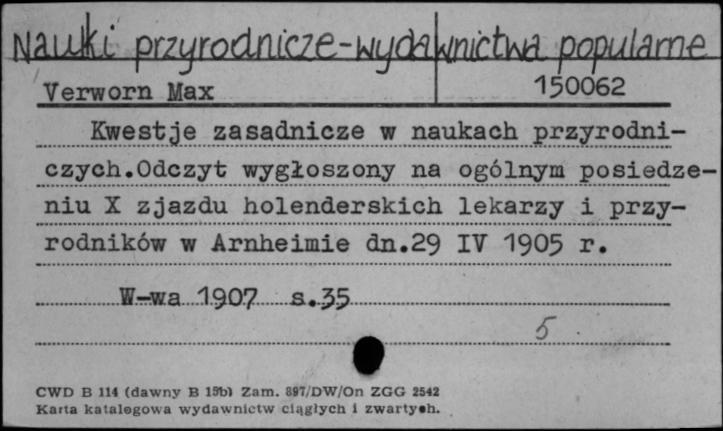 Nauki przyrodnicze-wydawnictwa popularne
Verworn Max 150062
Kwestje zasadnicze w naukach przyrodni-
czych.Odczyt wygłoszony na ogólnym posiedze-
niu X zjazdu holenderskich lekarzy i przy-
rodników w Arnheimie dn.29 IV 1905 r.
W-wa 1907 s.35
5
CWD B 114 (dawny B 15b) Zam. 897/DW/On ZGG 2542
Karta katalogowa wydawnictw ciągłych i zwartych.